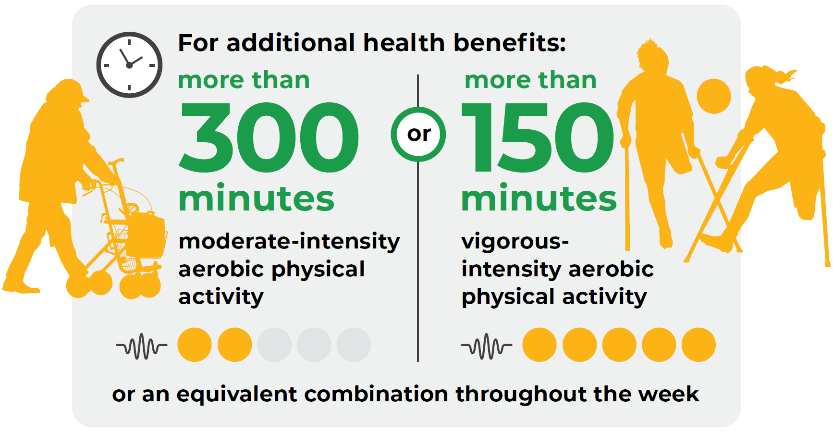 For additional health benefits:
more than
300
minutes
moderate-intensity
aerobic physical
activity
or
more than
150
minutes
vigorous-
intensity aerobic
physical activity
or an equivalent combination throughout the week